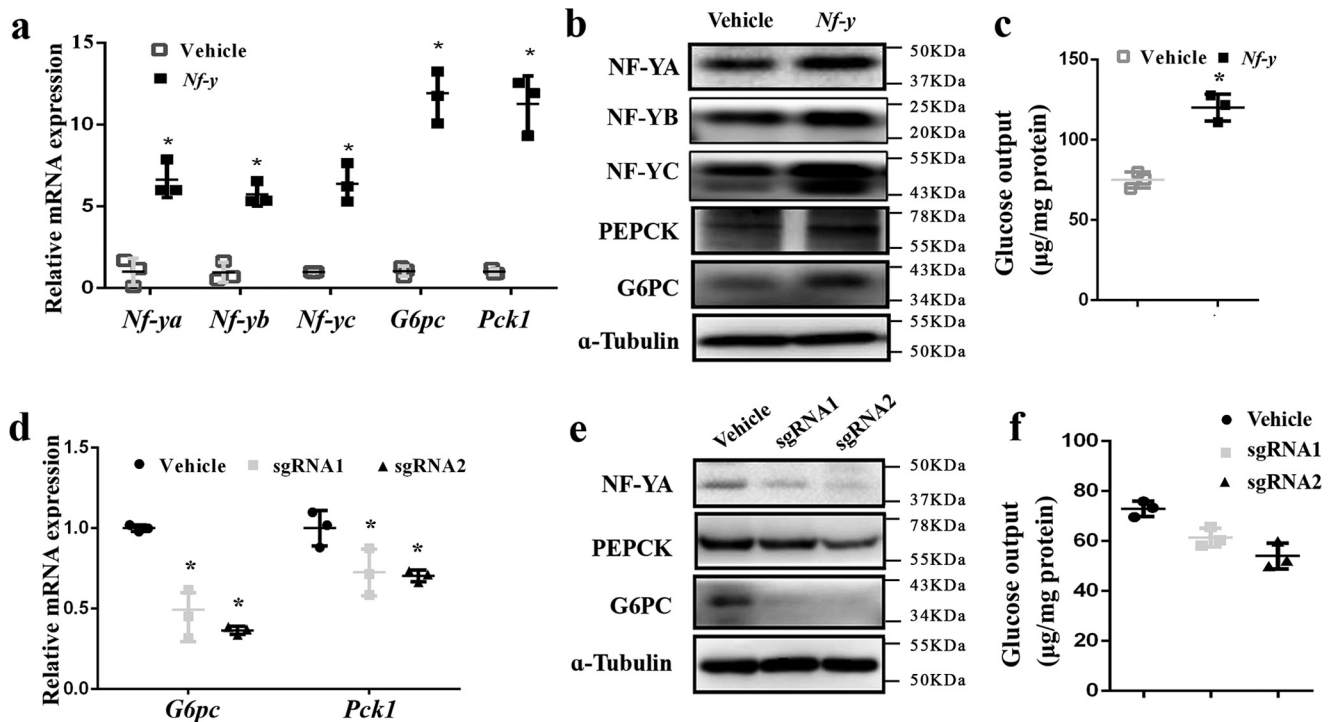 a
Relative mRNA expression
15
10
5
0
Vehicle
Nf-y
* * * * *
Nf-ya Nf-yb Nf-yc G6pc Pck1
b
Vehicle Nf-y
NF-YA 50KDa
37KDa
NF-YB 25KDa
20KDa
NF-YC 55KDa
43KDa
PEPCK 78KDa
55KDa
G6PC 43KDa
34KDa
α-Tubulin 55KDa
50KDa
c
Glucose output
(μg/mg protein)
150
100
50
0
Vehicle Nf-y
*
d
Relative mRNA expression
1.5
1.0
0.5
0.0
Vehicle sgRNA1 sgRNA2
* * * *
G6pc Pck1
e
Vehicle sgRNA1 sgRNA2
NF-YA 50KDa
37KDa
PEPCK 78KDa
55KDa
G6PC 43KDa
34KDa
α-Tubulin 55KDa
50KDa
f
Glucose output
(μg/mg protein)
80
60
40
20
0
Vehicle
sgRNA1
sgRNA2